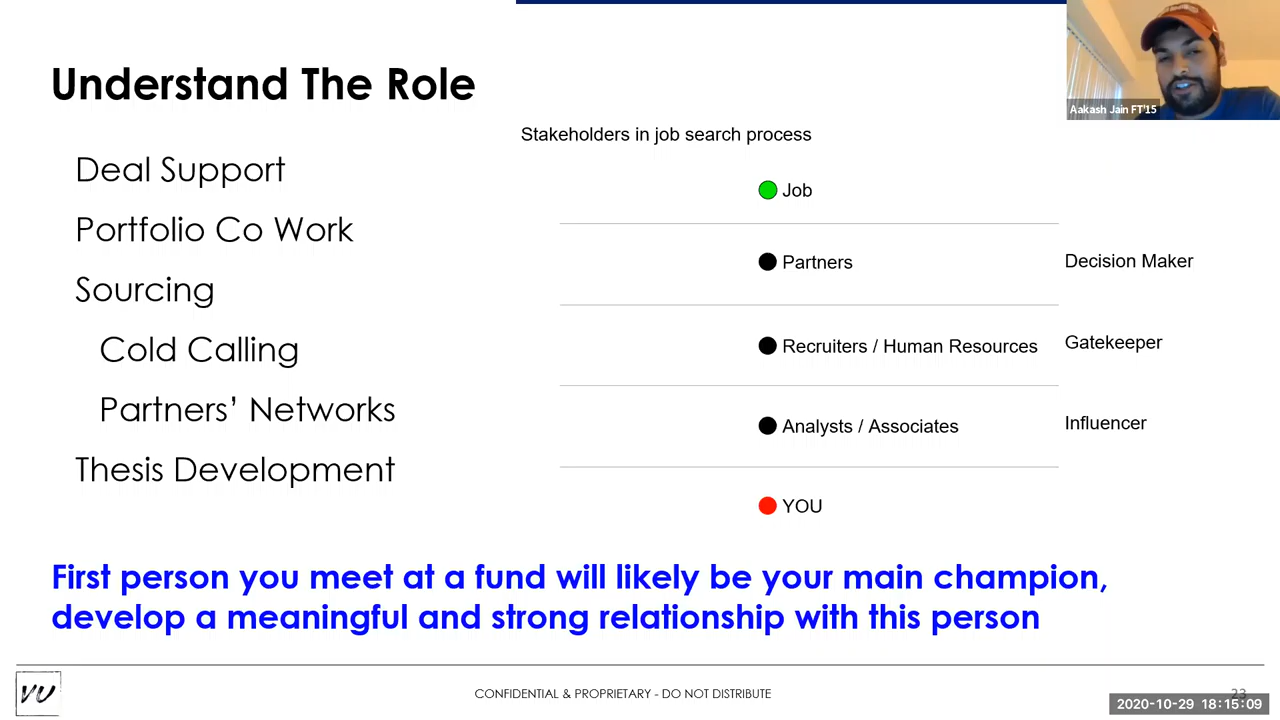 Understand The Role
Aakash Jain FT'15
Deal Support
Portfolio Co Work
Sourcing
Cold Calling
Partners’ Networks
Thesis Development
Stakeholders in job search process
Job
Partners
Decision Maker
Recruiters / Human Resources
Gatekeeper
Analysts / Associates
Influencer
YOU
First person you meet at a fund will likely be your main champion,
develop a meaningful and strong relationship with this person
VU
CONFIDENTIAL & PROPRIETARY - DO NOT DISTRIBUTE
23
2020-10-29 18:15:09